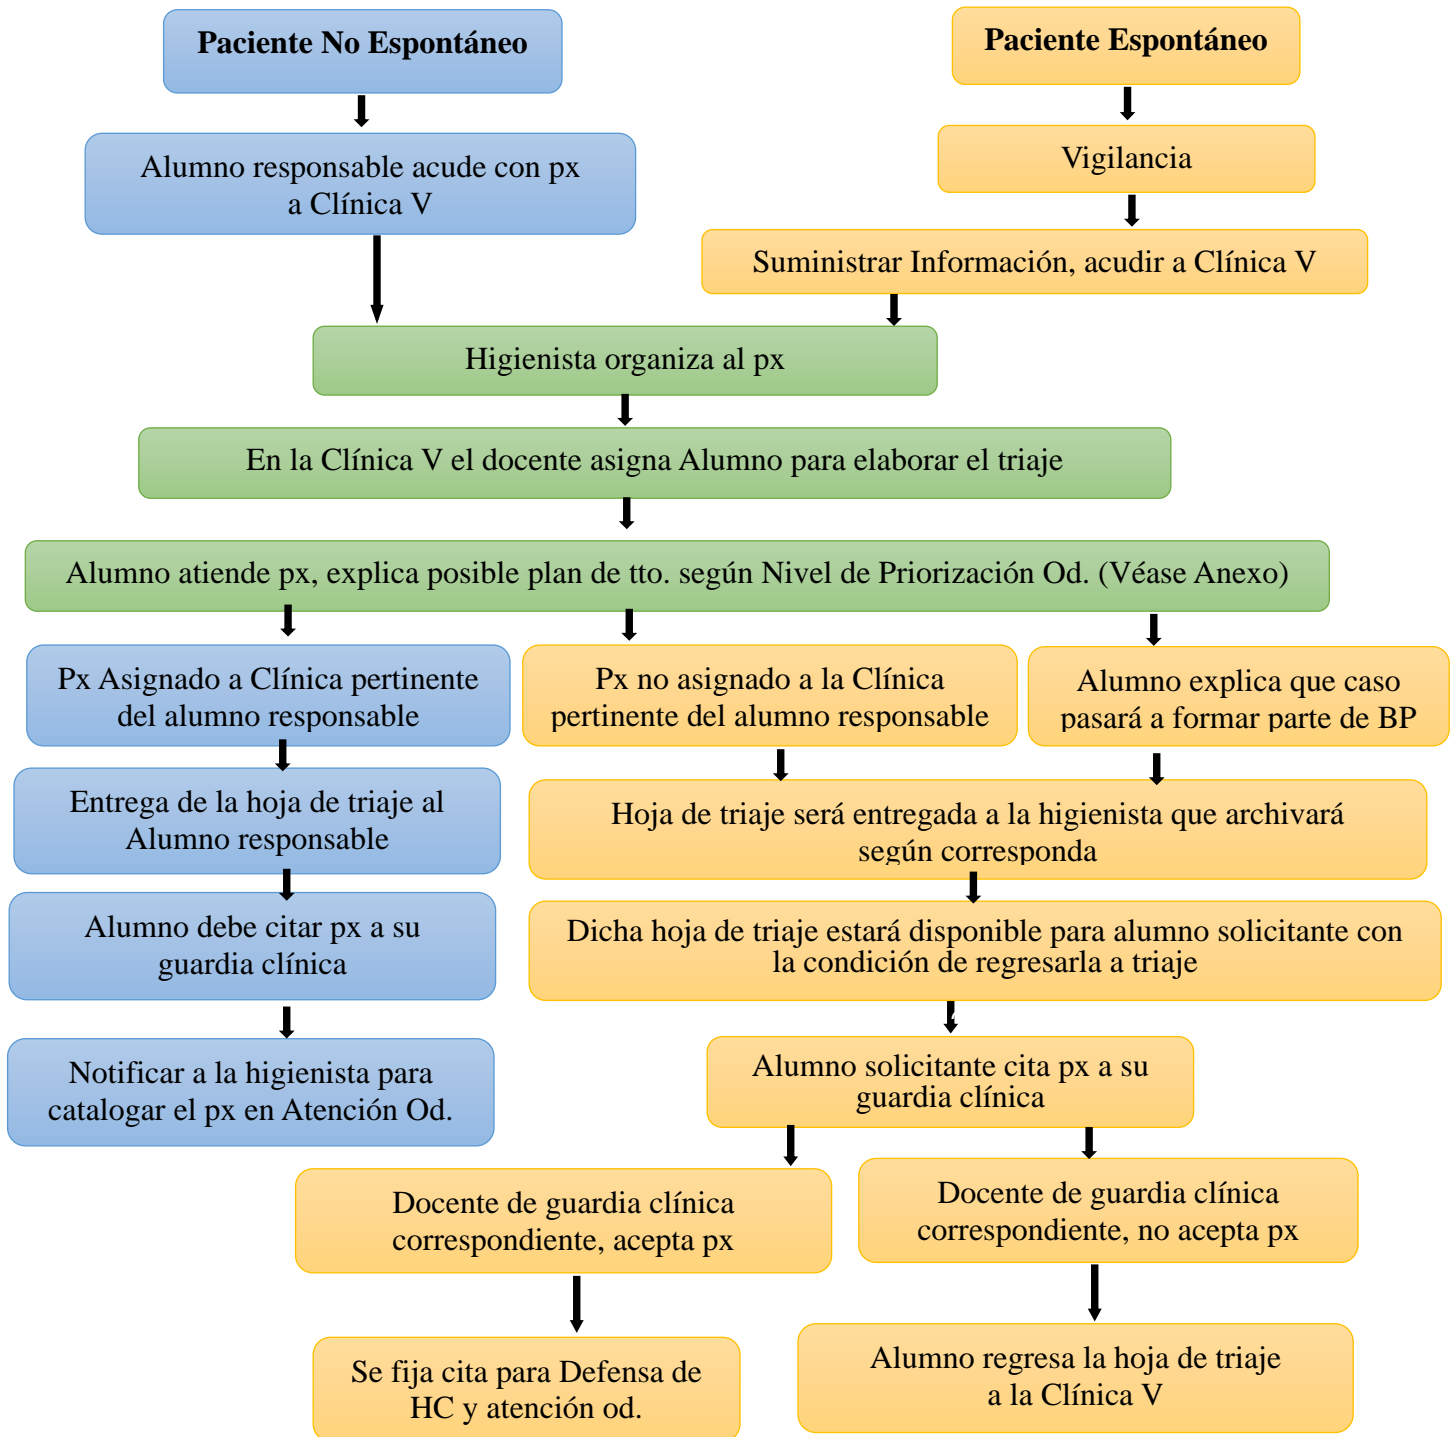 Paciente No Espontáneo
Paciente Espontáneo
Alumno responsable acude con px
a Clínica V
Vigilancia
Suministrar Información, acudir a Clínica V
Higienista organiza al px
En la Clínica V el docente asigna Alumno para elaborar el triaje
Alumno atiende px, explica posible plan de tto. según Nivel de Priorización Od. (Véase Anexo)
Px Asignado a Clínica pertinente
del alumno responsable
Px no asignado a la Clínica
pertinente del alumno responsable
Alumno explica que caso
pasará a formar parte de BP
Entrega de la hoja de triaje al
Alumno responsable
Hoja de triaje será entregada a la higienista que archivará
según corresponda
Alumno debe citar px a su
guardia clínica
Dicha hoja de triaje estará disponible para alumno solicitante con
la condición de regresarla a triaje
Notificar a la higienista para
catalogar el px en Atención Od.
Alumno solicitante cita px a su
guardia clínica
Docente de guardia clínica
correspondiente, acepta px
Docente de guardia clínica
correspondiente, no acepta px
Se fija cita para Defensa de
HC y atención od.
Alumno regresa la hoja de triaje
a la Clínica V